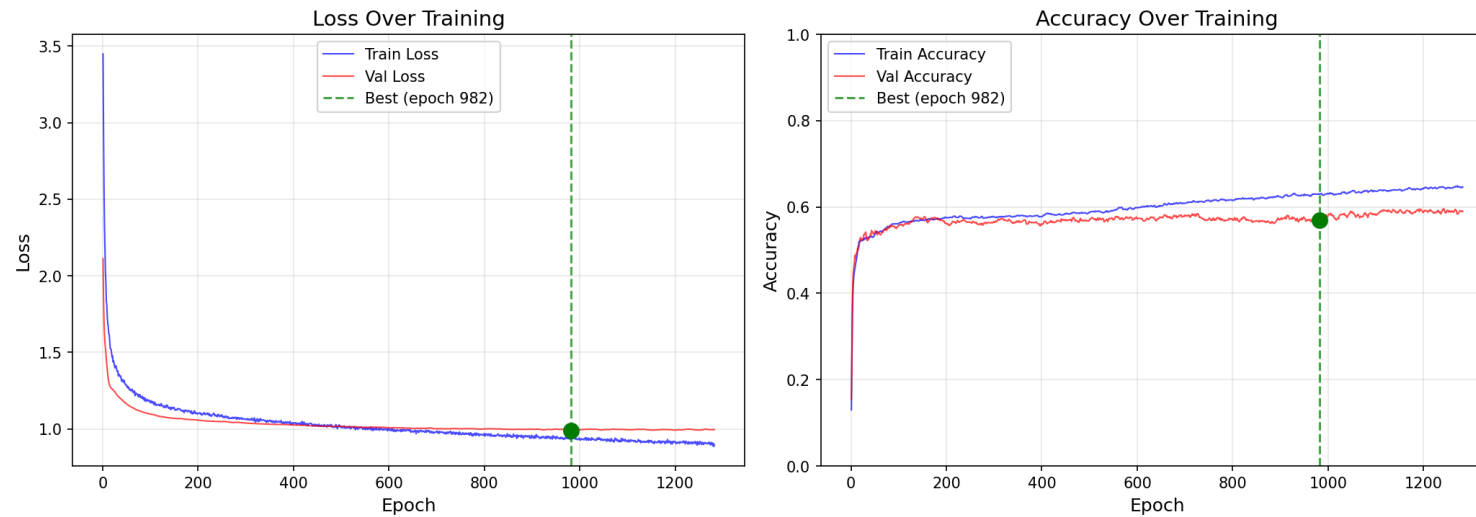 Loss Over Training
3.5
3.0
2.5
2.0
1.5
1.0
Loss
Train Loss
Val Loss
Best (epoch 982)
0
200
400
600
800
1000
1200
Epoch
Accuracy Over Training
1.0
0.8
0.6
0.4
0.2
0.0
Accuracy
Train Accuracy
Val Accuracy
Best (epoch 982)
0
200
400
600
800
1000
1200
Epoch